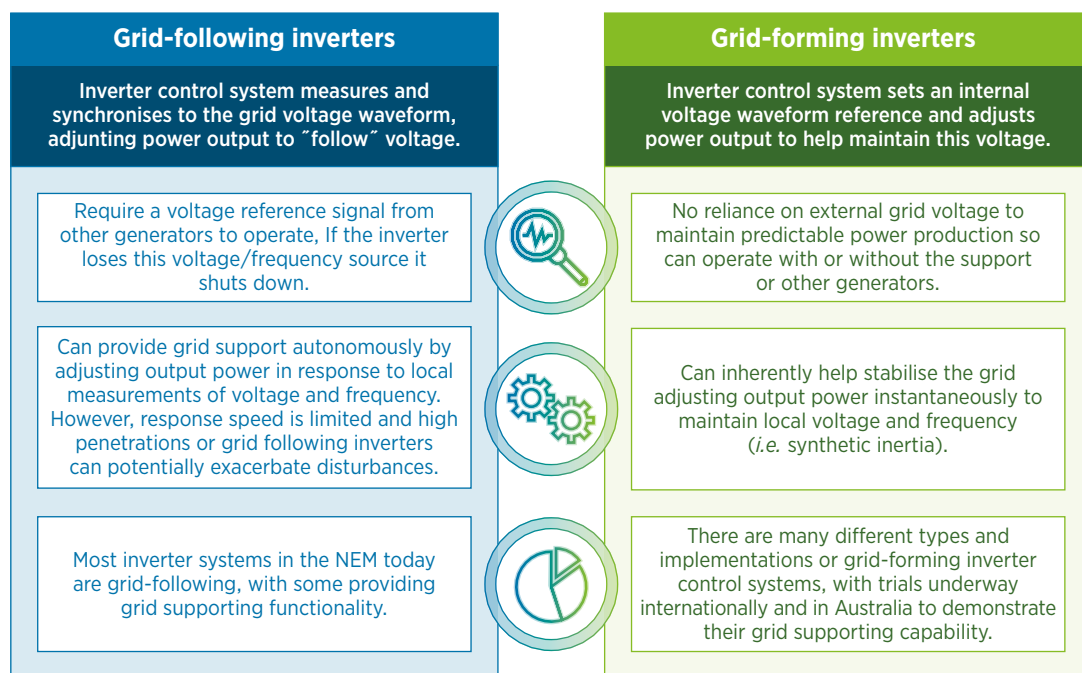 Grid-following inverters
Inverter control system measures and
synchronises to the grid voltage waveform,
adjunting power output to ˝follow˝ voltage.
Require a voltage reference signal from
other generators to operate, If the inverter
loses this voltage/frequency source it
shuts down.
Can provide grid support autonomously by
adjusting output power in response to local
measurements of voltage and frequency.
However, response speed is limited and high
penetrations or grid following inverters
can potentially exacerbate disturbances.
Most inverter systems in the NEM today
are grid-following, with some providing
grid supporting functionality.
Grid-forming inverters
Inverter control system sets an internal
voltage waveform reference and adjusts
power output to help maintain this voltage.
No reliance on external grid voltage to
maintain predictable power production so
can operate with or without the support
or other generators.
Can inherently help stabilise the grid
adjusting output power instantaneously to
maintain local voltage and frequency
(i.e. synthetic inertia).
There are many different types and
implementations or grid-forming inverter
control systems, with trials underway
internationally and in Australia to demonstrate
their grid supporting capability.